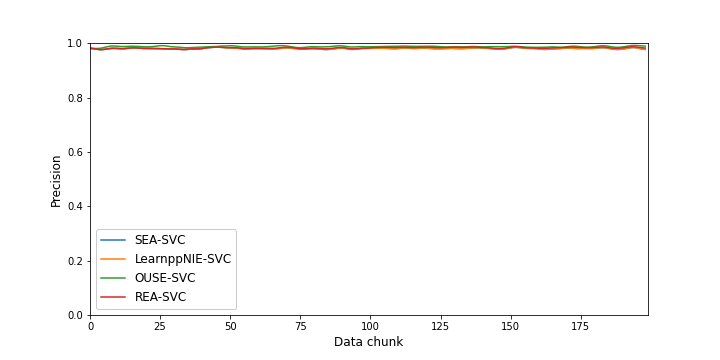 1.0
0.8
0.6
0.4
0.2
0.0
Precision
SEA-SVC
LearnppNIE-SVC
OUSE-SVC
REA-SVC
0 25 50 75 100 125 150 175
Data chunk